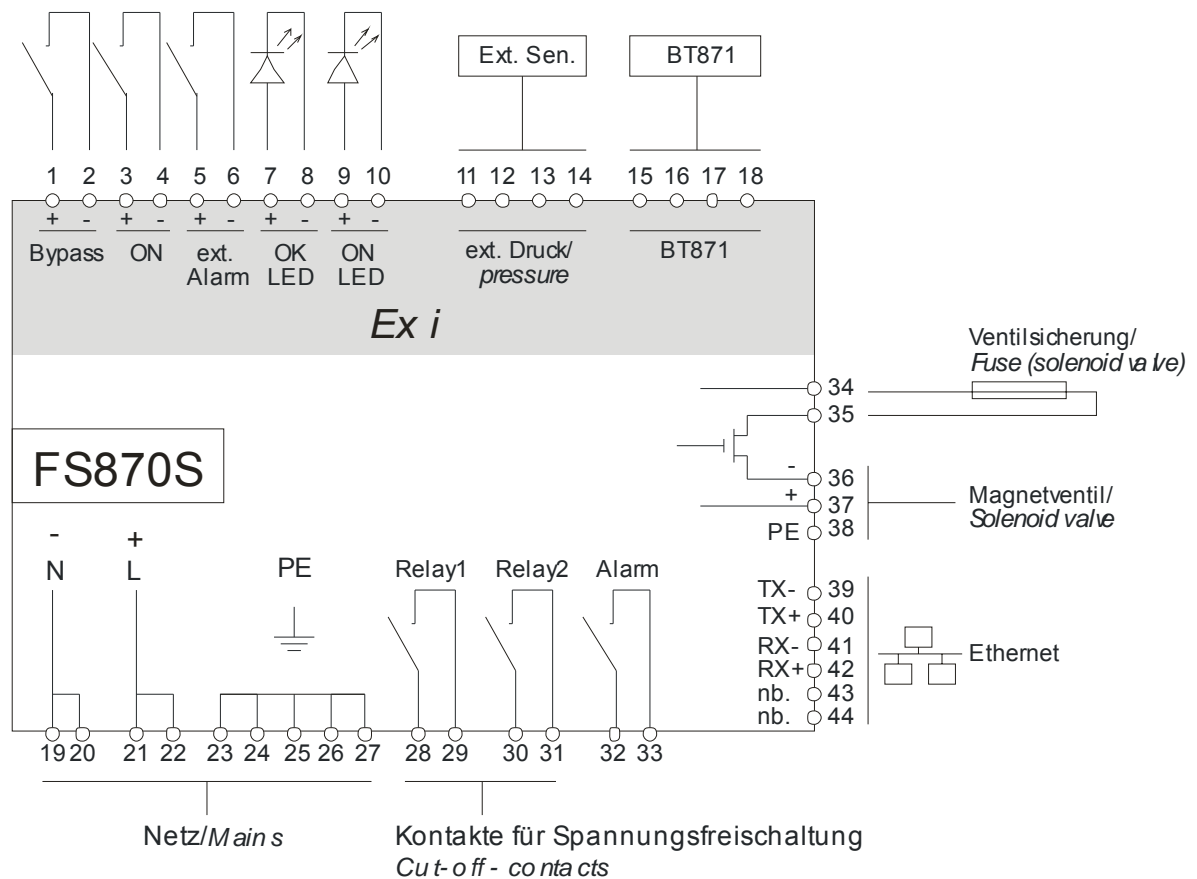 Ext. Sen. BT871
1 2 3 4 5 6 7 8 9 10 11 12 13 14 15 16 17 18
+ - + - + - + - + -
Bypass ON ext. OK ON ext. Druck/ BT871
Alarm LED LED pressure
Ex i
Ventilsicherung/
Fuse (solenoid valve)
34
35
FS870S
- 36
+ 37
PE 38
Magnetventil/
Solenoid valve
- +
N L PE Relay1 Relay2 Alarm
TX- 39
TX+ 40
RX- 41
RX+ 42
nb. 43
nb. 44
Ethernet
19 20 21 22 23 24 25 26 27 28 29 30 31 32 33
Netz/Mains
Kontakte für Spannungsfreischaltung
Cut-off-contacts